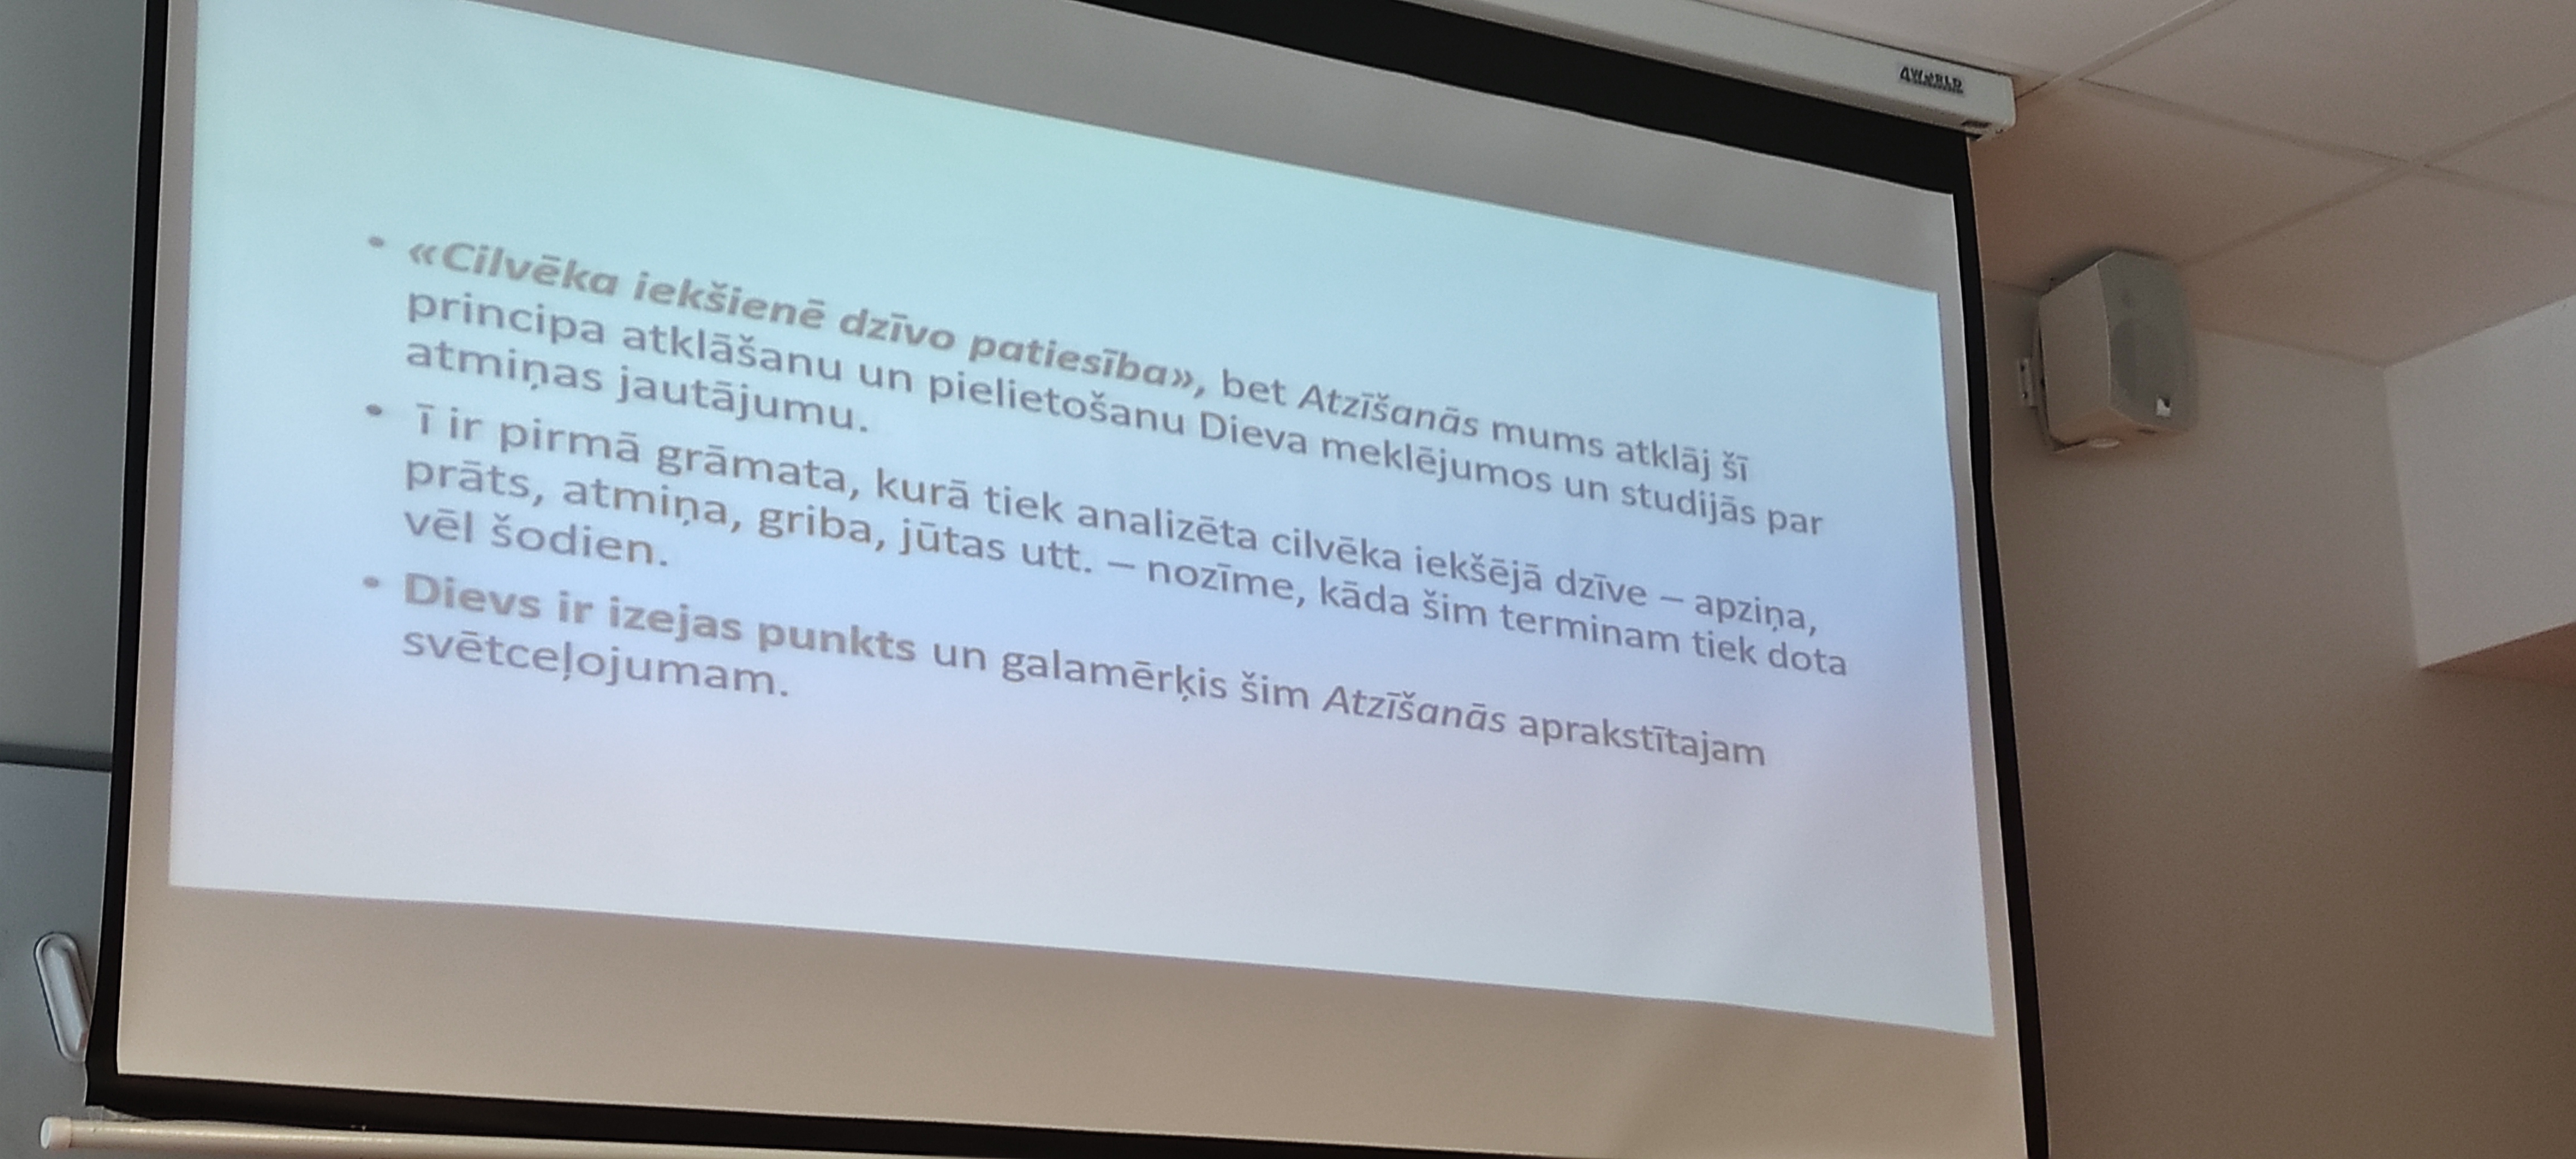 4WORLD
• «Cilvēka iekšienē dzīvo patiesība», bet Atzīšanās mums atklāj šī
principa atklāšanu un pielietošanu Dieva meklējumos un studijās par
atmiņas jautājumu.
• Ī ir pirmā grāmata, kurā tiek analizēta cilvēka iekšējā dzīve – apziņa,
prāts, atmiņa, griba, jūtas utt. – nozīme, kāda šim terminam tiek dota
vēl šodien.
• Dievs ir izejas punkts un galamērķis šim Atzīšanās aprakstītajam
svētceļojumam.